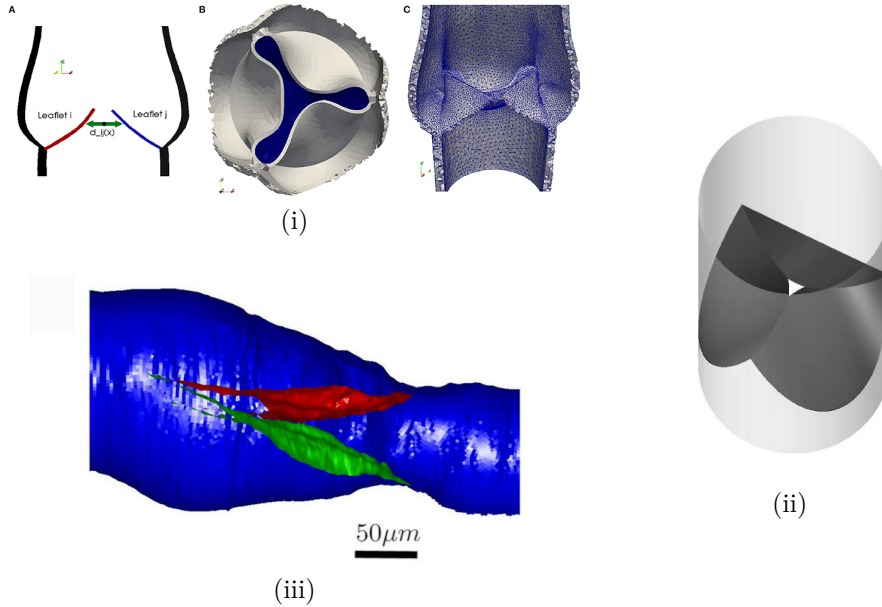 A
B
C
Leaflet i
Leaflet j
d_ij(x)
(i)
(ii)
50μm
(iii)